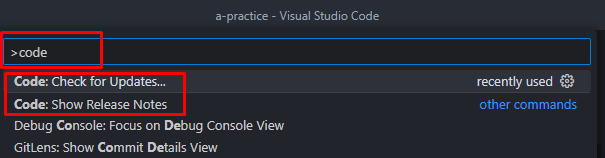 a-practice - Visual Studio Code
>code
Code: Check for Updates... recently used
Code: Show Release Notes other commands
Debug Console: Focus on Debug Console View
GitLens: Show Commit Details View